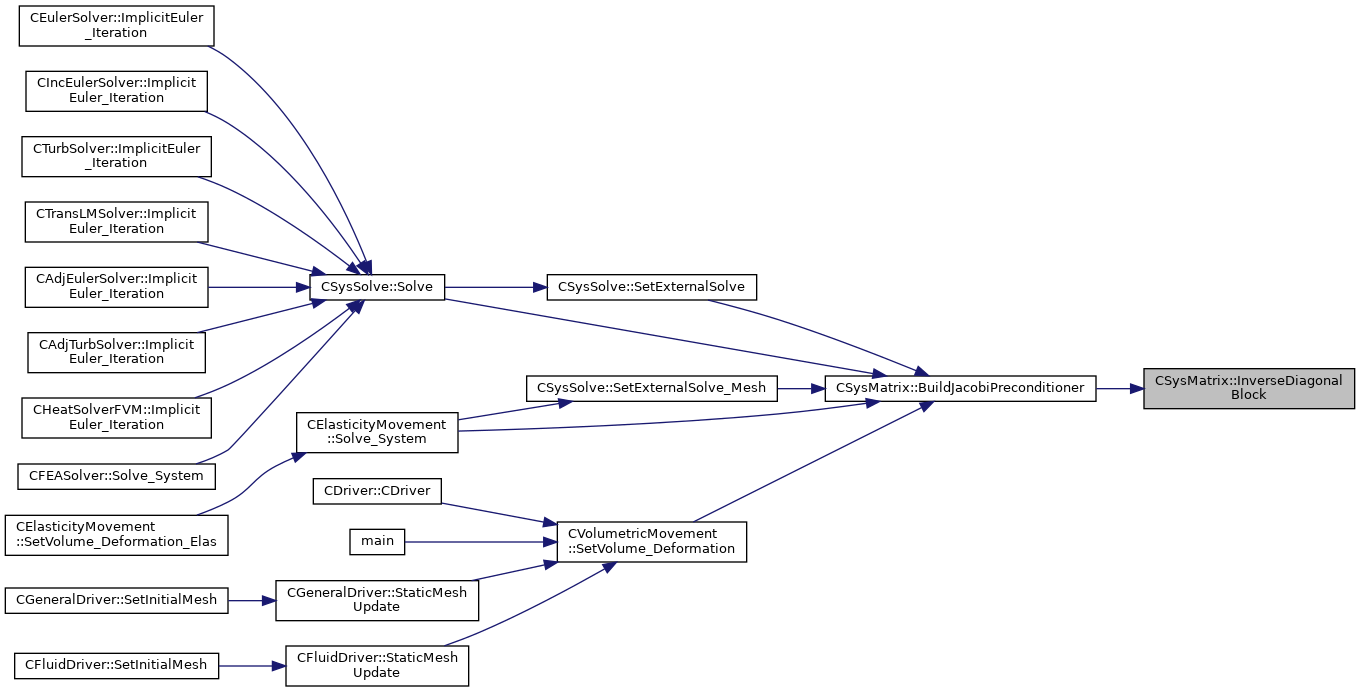 CEulerSolver::ImplicitEuler
_Iteration
CIncEulerSolver::Implicit
Euler_Iteration
CTurbSolver::ImplicitEuler
_Iteration
CTransLMSolver::Implicit
Euler_Iteration
CAdjEulerSolver::Implicit
Euler_Iteration
CAdjTurbSolver::Implicit
Euler_Iteration
CHeatSolverFVM::Implicit
Euler_Iteration
CFEASolver::Solve_System
CElasticityMovement
::SetVolume_Deformation_Elas
CGeneralDriver::SetInitialMesh
CFluidDriver::SetInitialMesh
CSysSolve::Solve
CElasticityMovement
::Solve_System
CDriver::CDriver
main
CGeneralDriver::StaticMesh
Update
CFluidDriver::StaticMesh
Update
CSysSolve::SetExternalSolve
CSysSolve::SetExternalSolve_Mesh
CVolumetricMovement
::SetVolume_Deformation
CSysMatrix::BuildJacobiPreconditioner
CSysMatrix::InverseDiagonal
Block